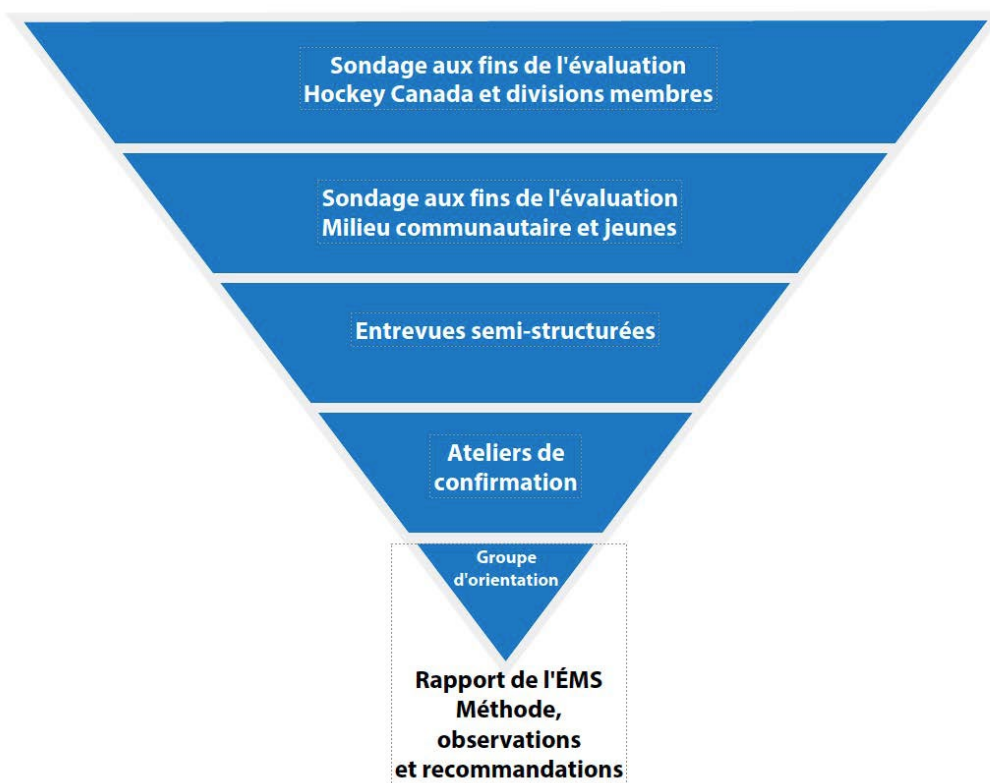 Sondage aux fins de l'évaluation
Hockey Canada et divisions membres
Sondage aux fins de l'évaluation
Milieu communautaire et jeunes
Entrevues semi-structurées
Ateliers de
confirmation
Groupe
d'orientation
Rapport de l'ÉMS
Méthode,
observations
et recommandations